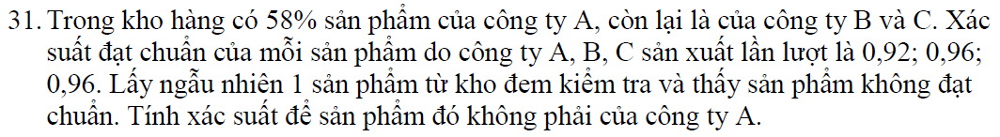 31. Trong kho hàng có 58% sản phẩm của công ty A, còn lại là của công ty B và C. Xác
suất đạt chuẩn của mỗi sản phẩm do công ty A, B, C sản xuất lần lượt là 0,92; 0,96;
0,96. Lấy ngẫu nhiên 1 sản phẩm từ kho đem kiểm tra và thấy sản phẩm không đạt
chuẩn. Tính xác suất để sản phẩm đó không phải của công ty A.